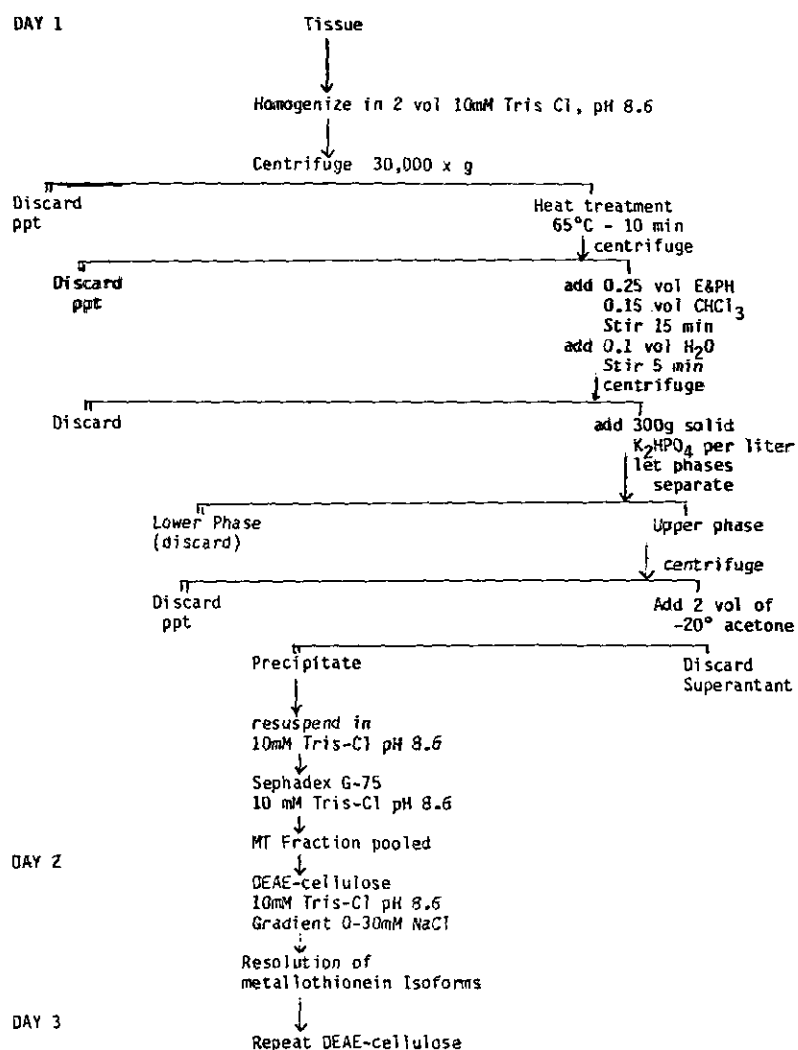 DAY 1
Tissue
Homogenize in 2 vol 10mM Tris Cl, pH 8.6
Centrifuge 30,000 x g
Discard
ppt
Heat treatment
65°C - 10 min
centrifuge
Discard
ppt
add 0.25 vol E&PH
0.15 vol CHCl3
Stir 15 min
add 0.1 vol H2O
Stir 5 min
centrifuge
Discard
add 300g solid
K2HPO4 per liter
let phases
separate
Lower Phase
(discard)
Upper phase
centrifuge
Discard
ppt
Add 2 vol of
-20° acetone
Precipitate
Discard
Superantant
resuspend in
10mM Tris-Cl pH 8.6
Sephadex G-75
10 mM Tris-Cl pH 8.6
MT Fraction pooled
DAY 2
DEAE-cellulose
10mM Tris-Cl pH 8.6
Gradient 0-30mM NaCl
Resolution of
metallothionein Isoforms
DAY 3
Repeat DEAE-cellulose